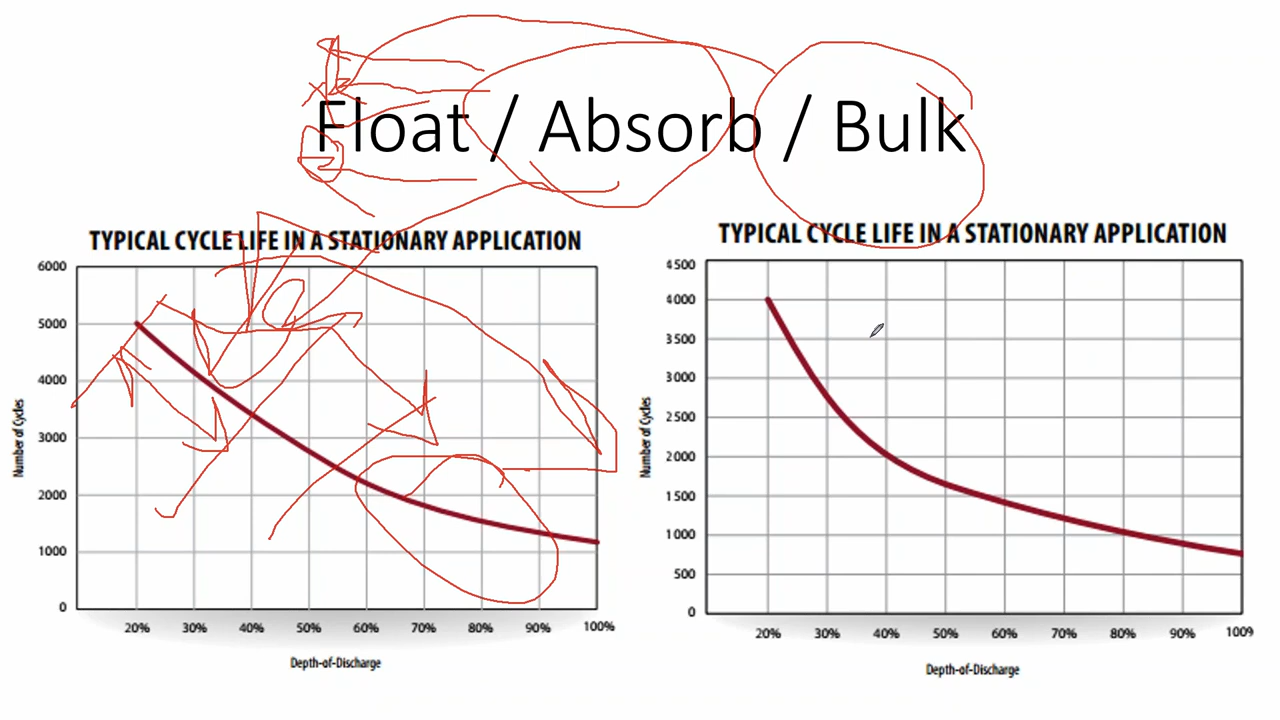 Float / Absorb / Bulk
TYPICAL CYCLE LIFE IN A STATIONARY APPLICATION
6000
5000
4000
3000
2000
1000
0
Number of Cycles
20% 30% 40% 50% 60% 70% 80% 90% 100%
Depth-of-Discharge
TYPICAL CYCLE LIFE IN A STATIONARY APPLICATION
4500
4000
3500
3000
2500
2000
1500
1000
500
0
Number of Cycles
20% 30% 40% 50% 60% 70% 80% 90% 100%
Depth-of-Discharge